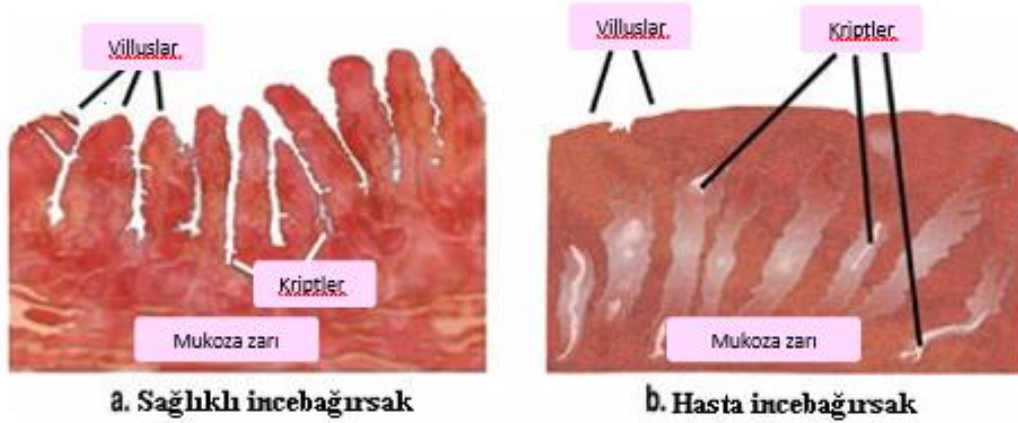 Villuslar
Kriptler
Mukoza zarı
a. Sağlıklı incebağırsak
Villuslar
Kriptler
Mukoza zarı
b. Hasta incebağırsak